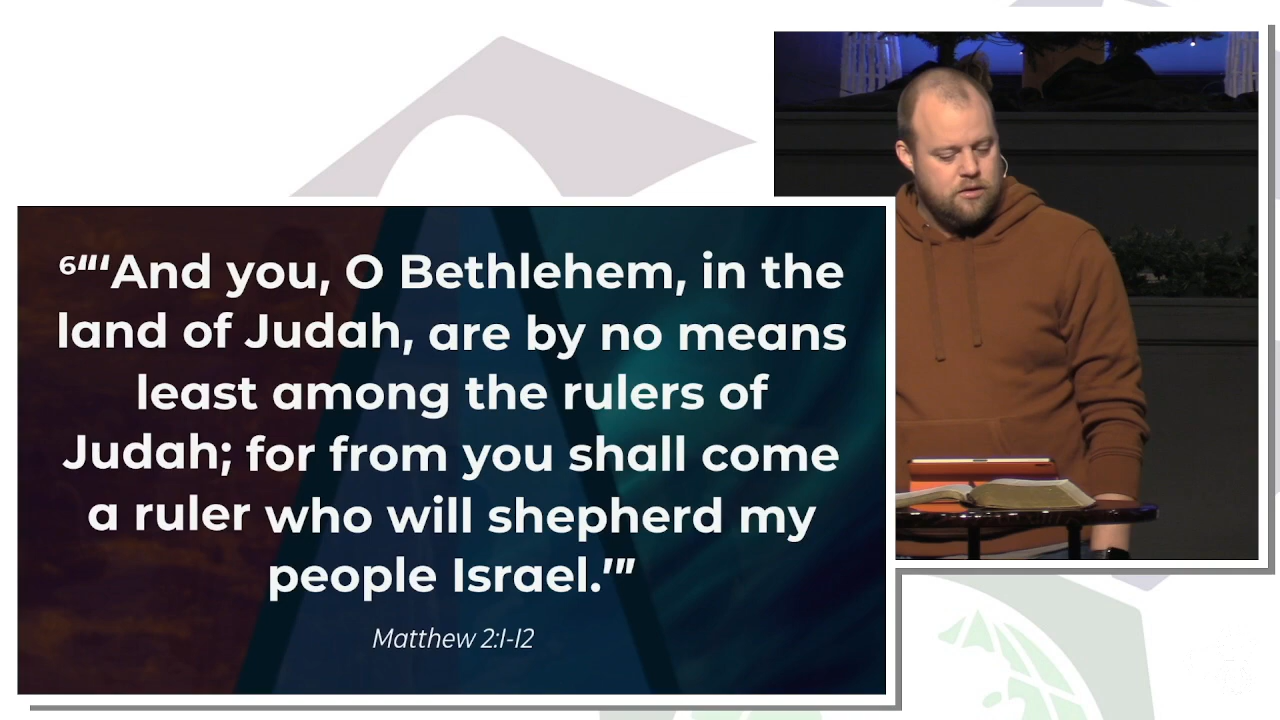 ⁶“‘And you, O Bethlehem, in the
land of Judah, are by no means
least among the rulers of
Judah; for from you shall come
a ruler who will shepherd my
people Israel.’”
Matthew 2:1-12